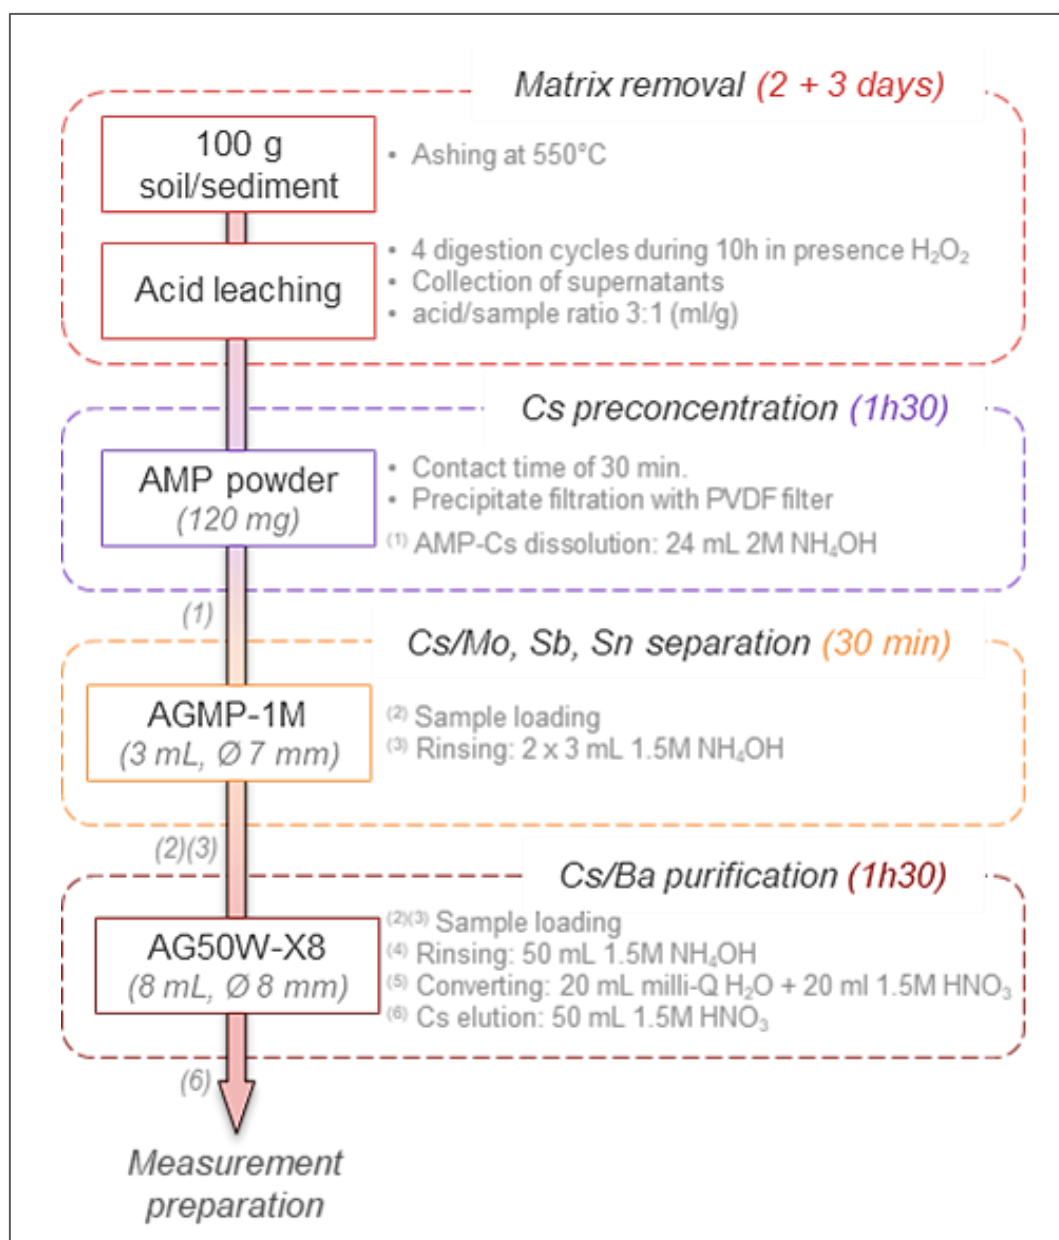 Matrix removal (2 + 3 days)
100 g
soil/sediment
• Ashing at 550°C
Acid leaching
• 4 digestion cycles during 10h in presence H₂O₂
• Collection of supernatants
• acid/sample ratio 3:1 (ml/g)
Cs preconcentration (1h30)
AMP powder
(120 mg)
• Contact time of 30 min.
• Precipitate filtration with PVDF filter
(1) AMP-Cs dissolution: 24 mL 2M NH₄OH
(1)
Cs/Mo, Sb, Sn separation (30 min)
AGMP-1M
(3 mL, Ø 7 mm)
(2) Sample loading
(3) Rinsing: 2 x 3 mL 1.5M NH₄OH
(2)(3)
Cs/Ba purification (1h30)
AG50W-X8
(8 mL, Ø 8 mm)
(2)(3) Sample loading
(4) Rinsing: 50 mL 1.5M NH₄OH
(5) Converting: 20 mL milli-Q H₂O + 20 ml 1.5M HNO₃
(6) Cs elution: 50 mL 1.5M HNO₃
(6)
Measurement
preparation